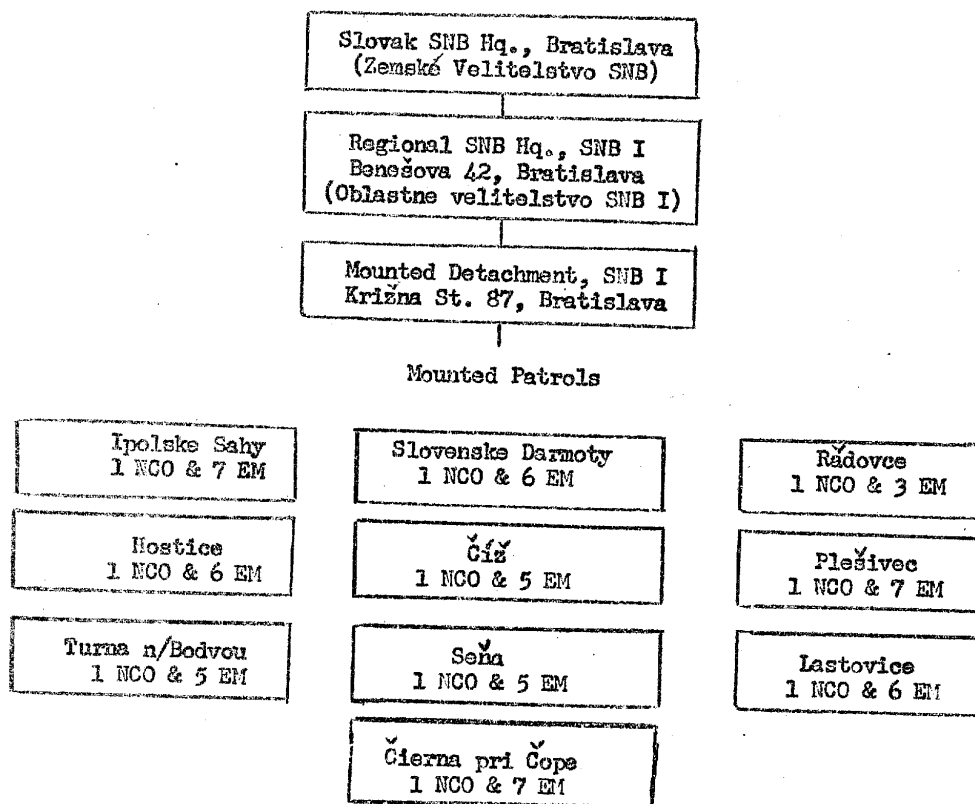 Slovak SNB Hq., Bratislava
(Zemské Velitelstvo SNB)
Regional SNB Hq., SNB I
Benešova 42, Bratislava
(Oblastne velitelstvo SNB I)
Mounted Detachment, SNB I
Križna St. 87, Bratislava
Mounted Patrols
Ipolske Sahy
1 NCO & 7 EM
Slovenske Darmoty
1 NCO & 6 EM
Rǎdovce
1 NCO & 3 EM
Hostice
1 NCO & 6 EM
Číž
1 NCO & 5 EM
Plešivec
1 NCO & 7 EM
Turna n/Bodvou
1 NCO & 5 EM
Seňa
1 NCO & 5 EM
Lastovice
1 NCO & 6 EM
Čierna pri Čope
1 NCO & 7 EM